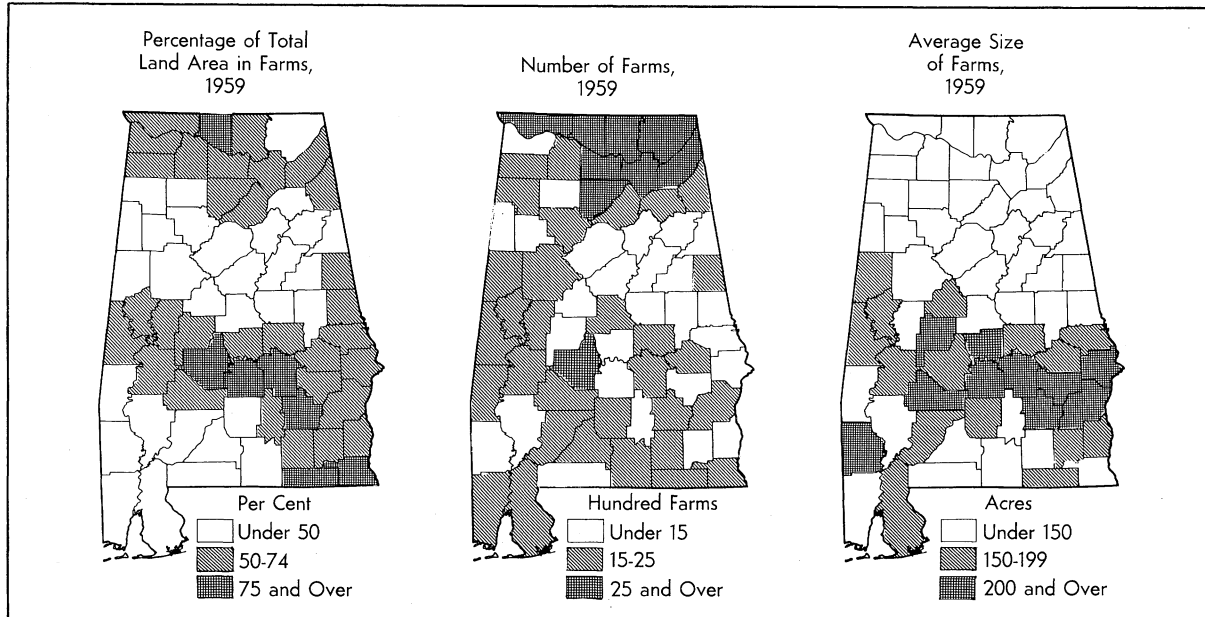 Percentage of Total
Land Area in Farms,
1959
Per Cent
Under 50
50-74
75 and Over
Number of Farms,
1959
Hundred Farms
Under 15
15-25
25 and Over
Average Size
of Farms,
1959
Acres
Under 150
150-199
200 and Over